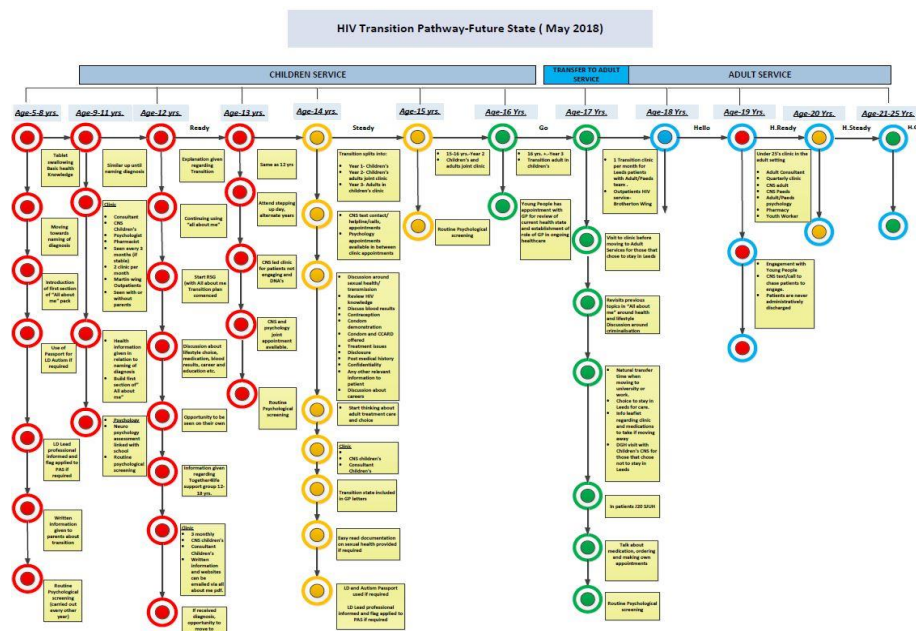 HIV Transition Pathway-Future State ( May 2018)
CHILDREN SERVICE
TRANSFER TO ADULT
SERVICE
ADULT SERVICE
Age-5-8 yrs.
Age-9-11 yrs.
Age-12 yrs.
Age-13 yrs.
Age-14 yrs.
Age-15 yrs.
Age-16 Yrs.
Age-17 Yrs.
Age-18 Yrs.
Age-19 Yrs.
Age-20 Yrs.
Age-21-25 Yrs.
Ready
Steady
Go
Hello
H.Ready
H.Steady
Tablet
swallowing
Basic health
Knowledge
Moving
towards
naming of
diagnosis
Introduction
of first section
of "All about
me" pack
Use of
Passport for
LD Autism if
required
LD Lead
professional
informed and
flag applied to
PAS if
required
Written
Information
given to
parents about
transition
Routine
Psychological
screening
(carried out
every other
year)
Similar up until
naming diagnosis
Clinic
Consultant
CNS
Children's
Psychologist
Pharmacist
Seen every 3
months (if
stable).
2 clinic per
month
Martin wing
Outpatients
Seen with or
without
parents
Health
information
given in
relation to
naming of
diagnosis
Build first
section of" All
about me"
Psychology
Neuro
psychology
assessment
linked with
school
Routine
psychological
screening
Explanation given
regarding
Transition
Continuing using
"all about me"
Start RSG
(with All about me
Transition plan
commenced
Discussion about
lifestyle choice,
medication, blood
results, career and
education etc.
Opportunity to be
seen on their own
Information given
regarding
Together4life
support group 12-
18 yrs.
Clinic
3 monthly
CNS children's
Consultant
Children's
Written
information
and websites
can be
emailed via all
about me pdf.
If received
diagnosis,
opportunity to
move to
Same as 12 yrs
Attend stepping
up day,
alternate years
CNS led clinic
for patients
not engaging
and DNA's
CNS and
psychology
joint
appointment
available.
Routine
Psychological
screening
Transition splits into:
Year 1- Children's
Year 2- Children's
adults joint clinic
Year 3- Adults in
children's clinic
CNS text contact/
helpline/calls,
appointments
Psychology
appointments
available in between
clinic appointments
Discussion around
sexual health/
transmission
Review HIV
knowledge
Discuss blood results
Contraception
Condom
demonstration
Condoms and CCARD
offered
Treatment issues
Disclosure
Past medical history
Confidentiality
Any other relevant
information to
patient
Discussion about
careers
Start thinking about
adult treatment care and
choice
Clinic
CNS children's
Consultant
Children's
Transition state included
in GP letters
Easy read documentation
on sexual health provided if
required
LD and Autism Passport
used if required
LD Lead professional
informed and flag applied to
PAS if required
15-16 yrs.-Year 2
Children's and
adults joint clinic
Routine Psychological
screening
16 yrs. +-Year 3
Transition adult in
children's
Young People has
appointment with
GP for review of
current health state
and establishment of
role of GP in ongoing
healthcare
Visit to clinic before
moving to Adult
Services for those that
chose to stay in Leeds
Revisits previous
topics in "All about
me" around health
and lifestyle
Discussion around
criminalisation
Natural transfer
time when moving to
university or work.
Choice to stay in
Leeds for care.
Info leaflet
regarding clinic and
medications to take
if moving away
DGH visit with
Children's CNS for
those that chose
not to stay in
Leeds
In patients J20 SJUH
Talk about
medication, ordering
and making own
appointments
Routine Psychological
screening
1 Transition clinic
per month for
Leeds patients
with Adult/Paeds
team .
Outpatients HIV
service-
Brotherton Wing
Under 25's clinic in the
adult setting
Adult Consultant
Quarterly clinic
CNS adult
CNS Paeds
Adult/Paeds
psychology
Pharmacy
Youth Worker
Engagement with
Young People
CNS text/call to
chase patients to
engage.
Patients are never
administratively
discharged